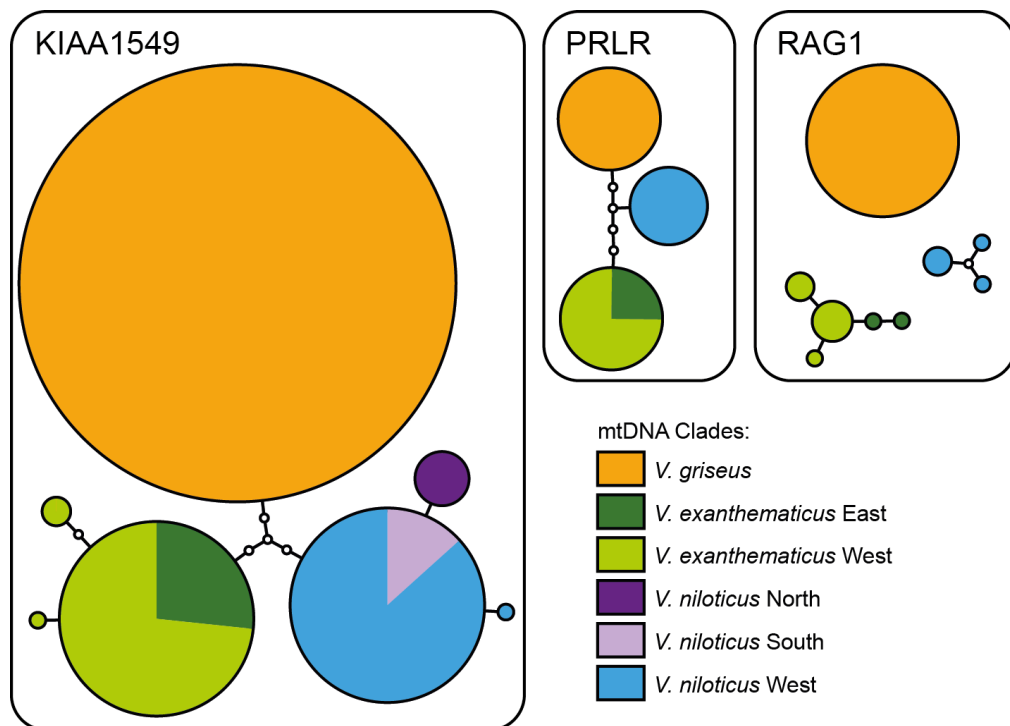 KIAA1549
PRLR
RAG1
mtDNA Clades:
V. griseus
V. exanthematicus East
V. exanthematicus West
V. niloticus North
V. niloticus South
V. niloticus West